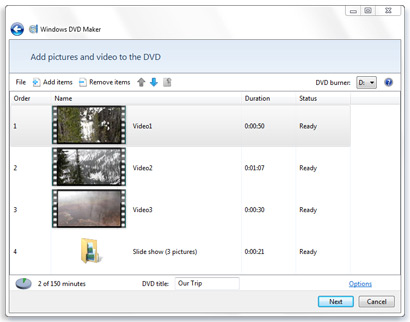 Windows DVD Maker
Add pictures and video to the DVD
File Add items Remove items DVD burner: D:
Order Name Duration Status
1 Video1 0:00:50 Ready
2 Video2 0:01:07 Ready
3 Video3 0:00:30 Ready
4 Slide show (3 pictures) 0:00:21 Ready
2 of 150 minutes DVD title: Our Trip Options
Next Cancel